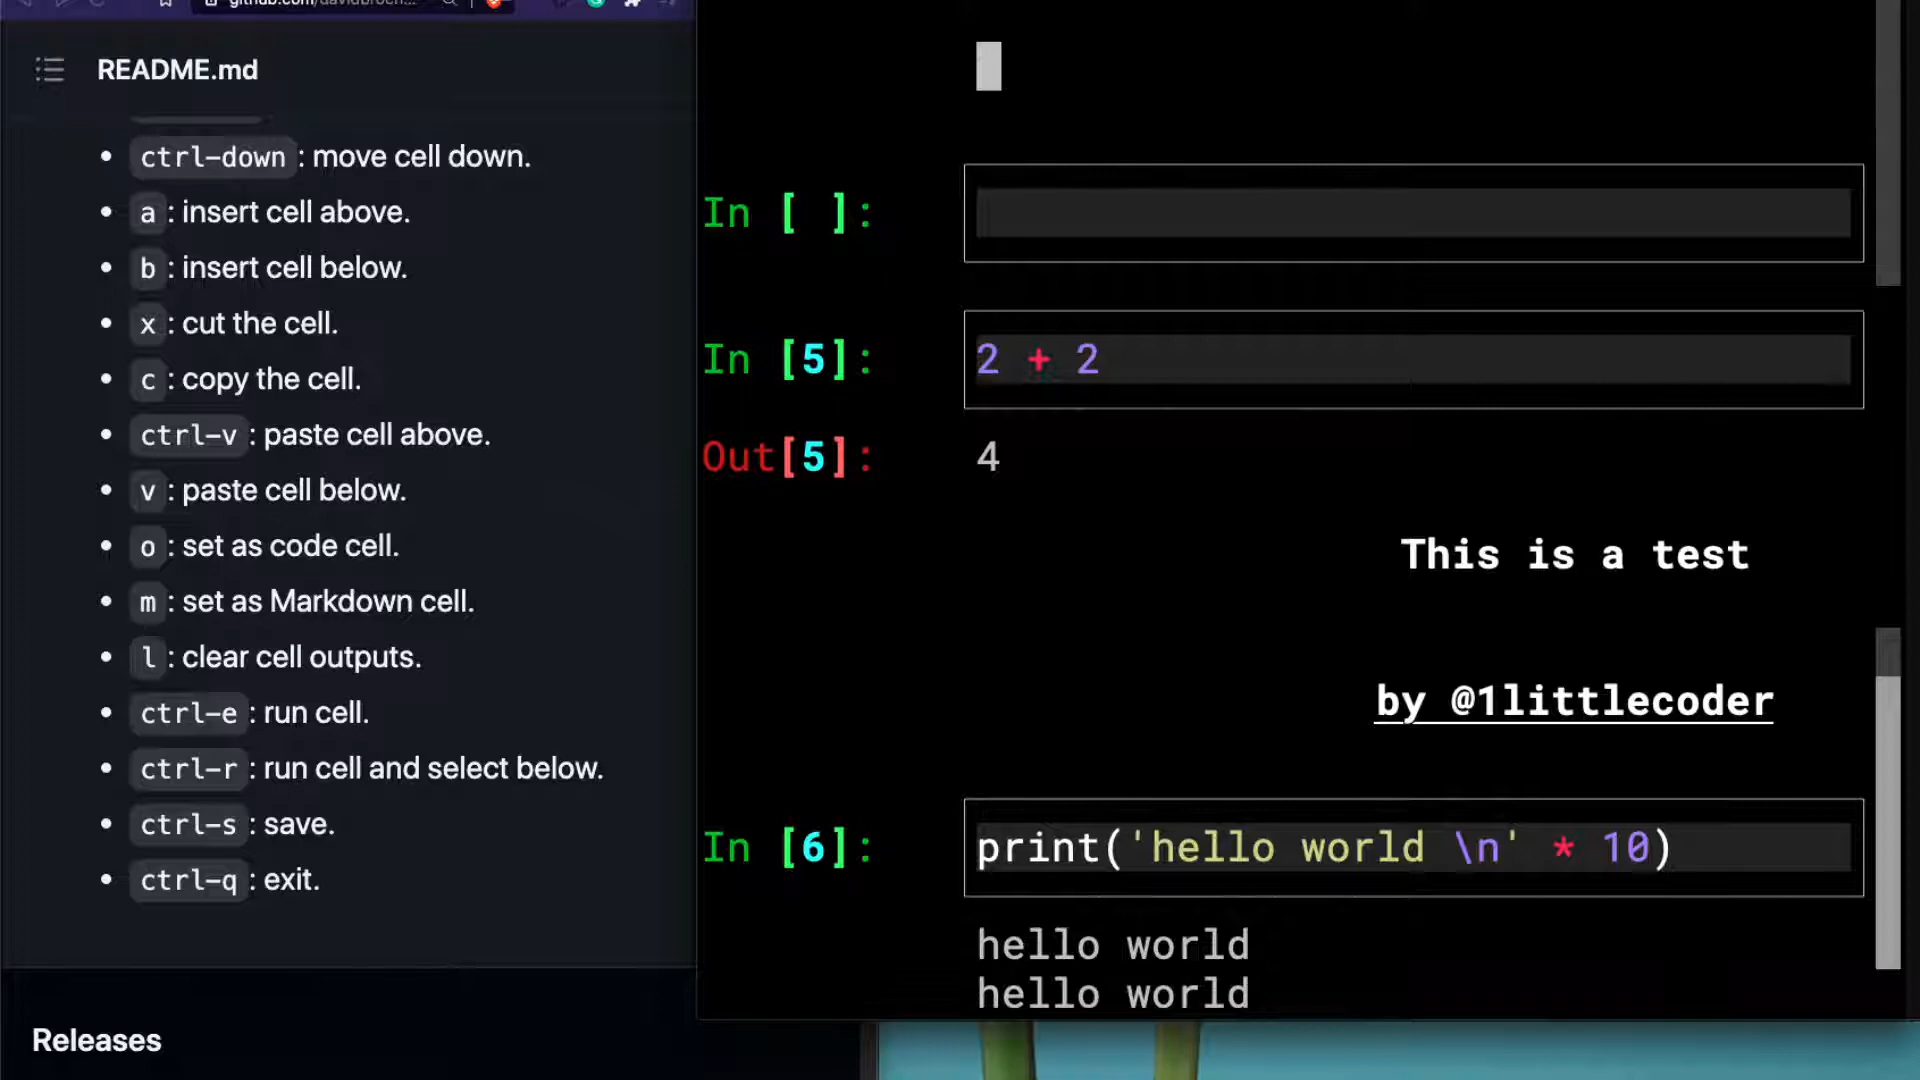 README.md
ctrl-down : move cell down.
a : insert cell above.
b : insert cell below.
x : cut the cell.
c : copy the cell.
ctrl-v : paste cell above.
v : paste cell below.
o : set as code cell.
m : set as Markdown cell.
l : clear cell outputs.
ctrl-e : run cell.
ctrl-r : run cell and select below.
ctrl-s : save.
ctrl-q : exit.
Releases
In [ ]:
In [5]: 2 + 2
Out[5]: 4
This is a test
by @1littlecoder
In [6]: print('hello world \n' * 10)
hello world
hello world